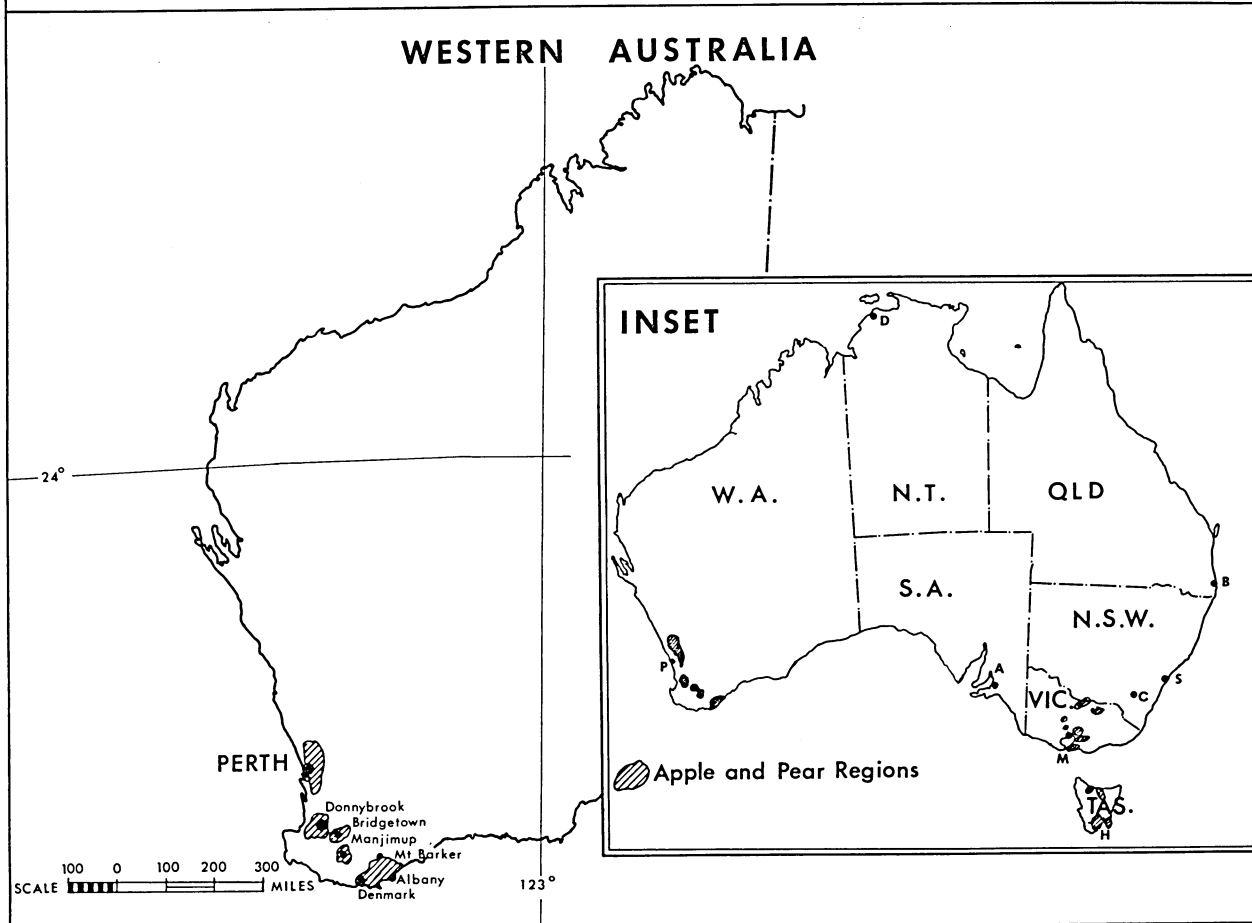 WESTERN AUSTRALIA
INSET
D
24°
W.A.
N.T.
QLD
S.A.
B
N.S.W.
P
A
S
C
VIC.
M
PERTH
Apple and Pear Regions
TAS.
H
Donnybrook
Bridgetown
Manjimup
Mt Barker
Albany
Denmark
100 0 100 200 300
SCALE MILES
123°